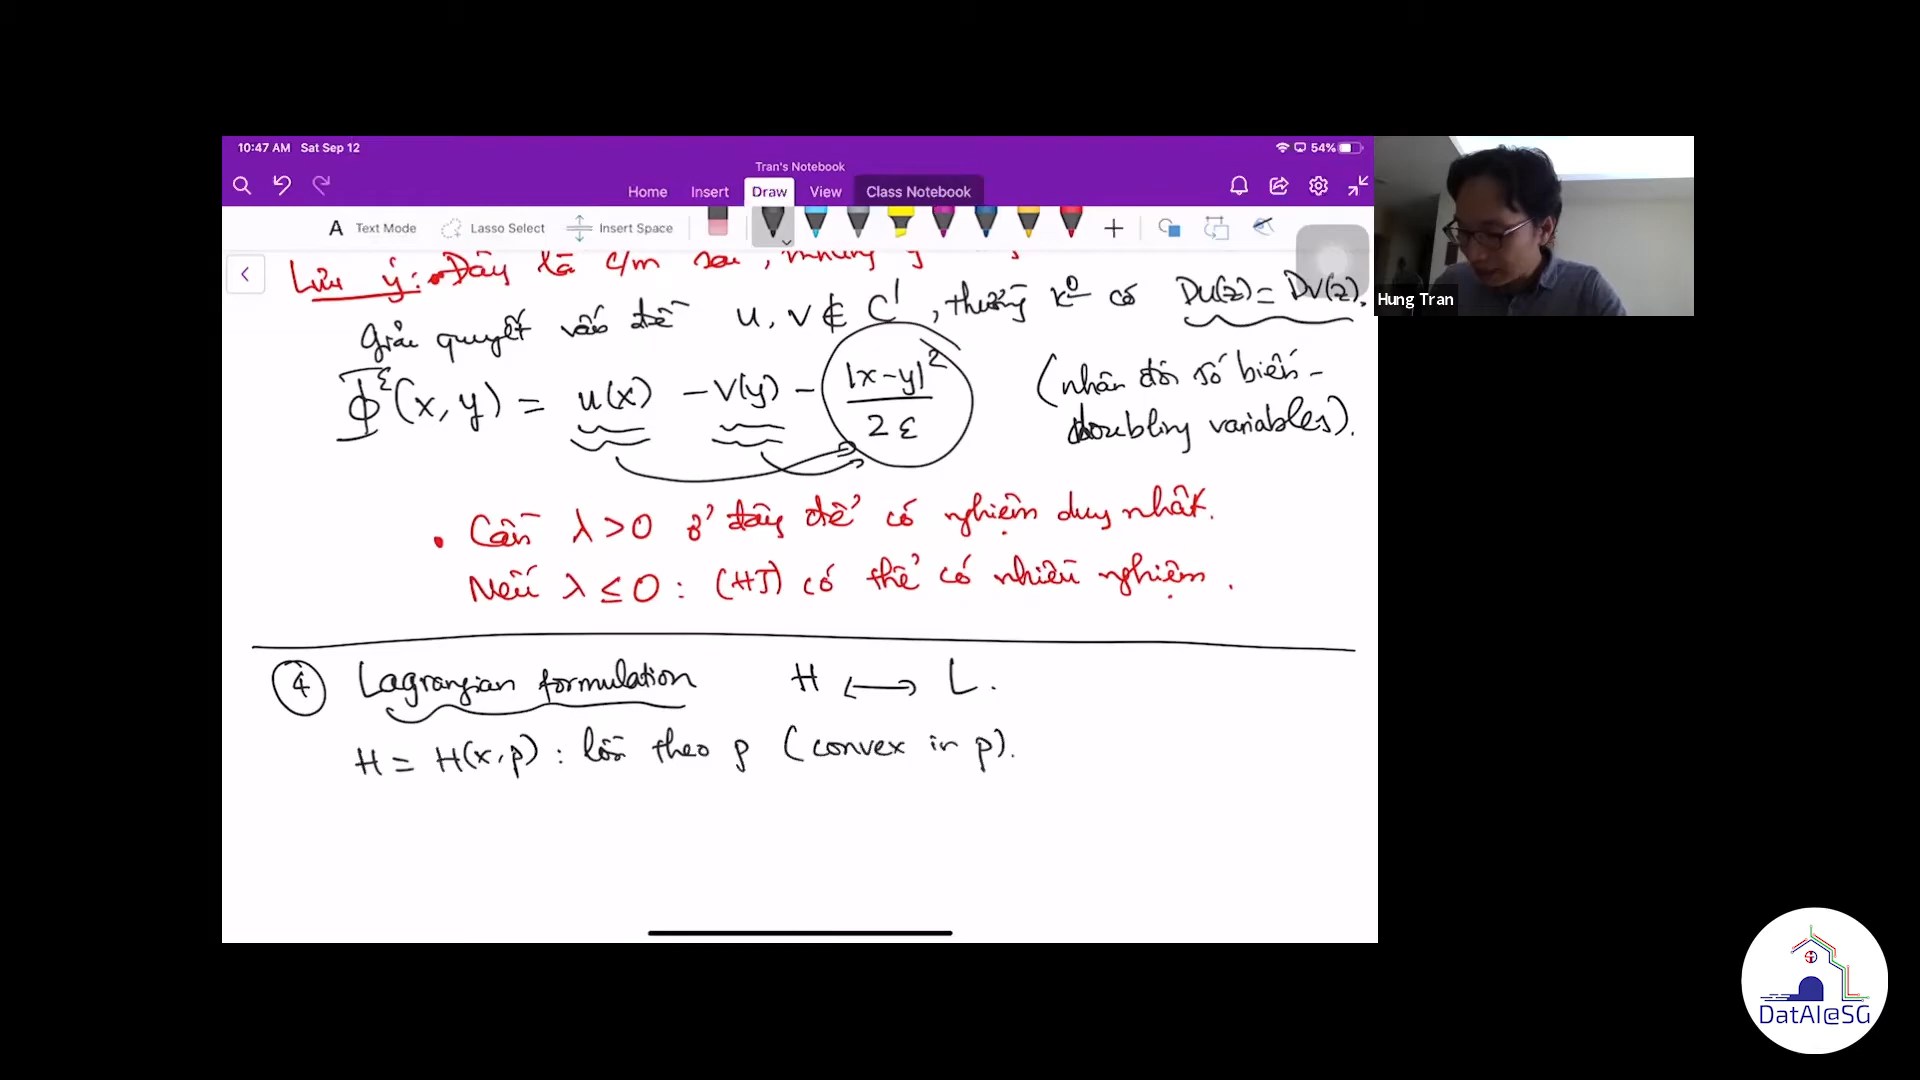 10:47 AM Sat Sep 12
54%
Tran's Notebook
Home Insert Draw View Class Notebook
A Text Mode Lasso Select Insert Space
Lưu ý: Đây là c/m sai, nhưng
Giải quyết vấn đề u, v ∉ C¹, thường k⁰ có Du(z) = Dv(z).
Φ^ε(x,y) = u(x) - v(y) - |x-y|²/2ε
(nhân đôi số biến -
doubling variables).
• Cần λ > 0 ở đây để có nghiệm duy nhất.
Nếu λ ≤ 0 : (HJ) có thể có nhiều nghiệm.
④ Lagrangian formulation H ⟷ L.
H = H(x,p) : lồi theo p (convex in p).
Hung Tran
DatAI@SG